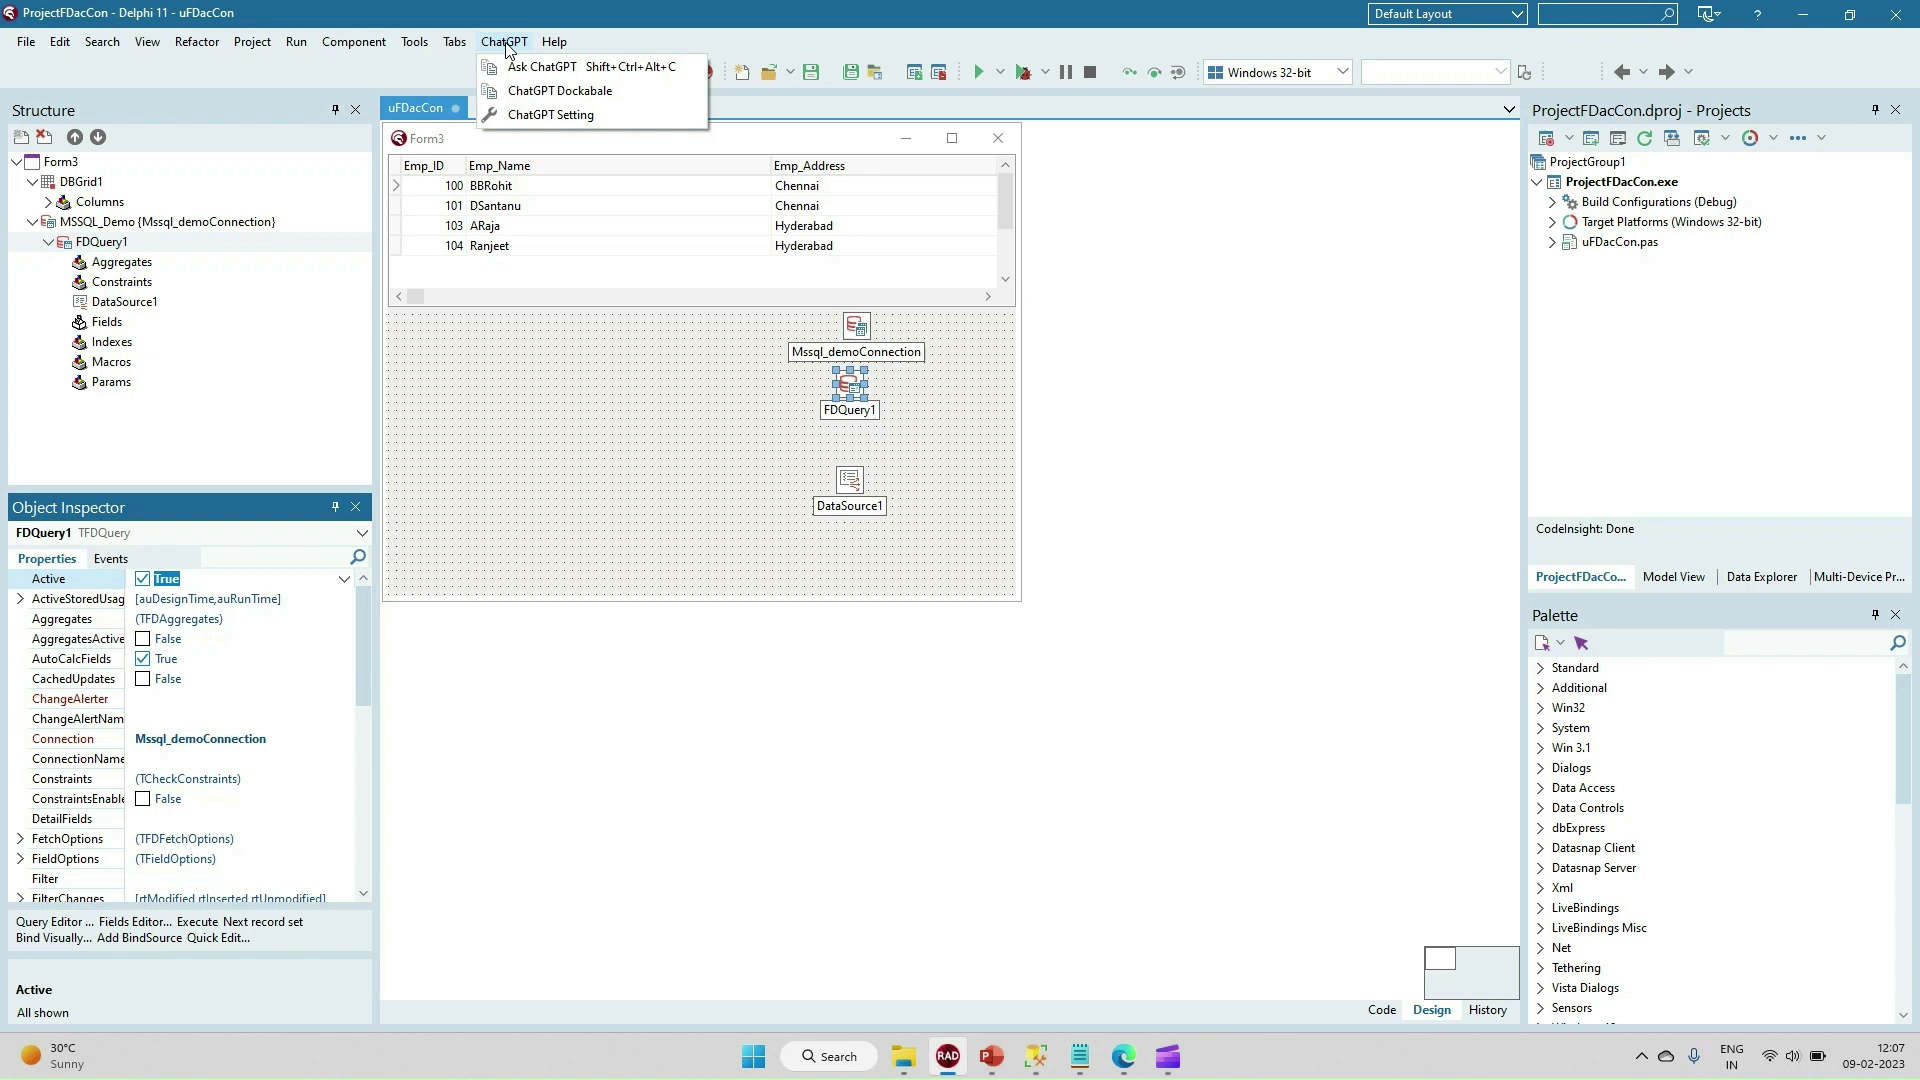 ProjectFDacCon - Delphi 11 - uFDacCon
Default Layout
?
File Edit Search View Refactor Project Run Component Tools Tabs ChatGPT Help
Ask ChatGPT Shift+Ctrl+Alt+C
ChatGPT Dockabale
ChatGPT Setting
Windows 32-bit
Structure
Form3
DBGrid1
Columns
MSSQL_Demo {Mssql_demoConnection}
FDQuery1
Aggregates
Constraints
DataSource1
Fields
Indexes
Macros
Params
uFDacCon
Form3
Emp_ID Emp_Name Emp_Address
100 BBRohit Chennai
101 DSantanu Chennai
103 ARaja Hyderabad
104 Ranjeet Hyderabad
Mssql_demoConnection
FDQuery1
DataSource1
Object Inspector
FDQuery1 TFDQuery
Properties Events
Active True
ActiveStoredUsag [auDesignTime,auRunTime]
Aggregates (TFDAggregates)
AggregatesActive False
AutoCalcFields True
CachedUpdates False
ChangeAlerter
ChangeAlertNam
Connection Mssql_demoConnection
ConnectionName
Constraints (TCheckConstraints)
ConstraintsEnable False
DetailFields
FetchOptions (TFDFetchOptions)
FieldOptions (TFieldOptions)
Filter
FilterChanges [rtModified,rtInserted,rtUnmodified]
Query Editor ... Fields Editor... Execute Next record set
Bind Visually... Add BindSource Quick Edit...
Active
All shown
Code Design History
ProjectFDacCon.dproj - Projects
ProjectGroup1
ProjectFDacCon.exe
Build Configurations (Debug)
Target Platforms (Windows 32-bit)
uFDacCon.pas
CodeInsight: Done
ProjectFDacCo... Model View Data Explorer Multi-Device Pr...
Palette
Standard
Additional
Win32
System
Win 3.1
Dialogs
Data Access
Data Controls
dbExpress
Datasnap Client
Datasnap Server
Xml
LiveBindings
LiveBindings Misc
Net
Tethering
Vista Dialogs
Sensors
30°C
Sunny
Search
RAD
ENG
IN
12:07
09-02-2023